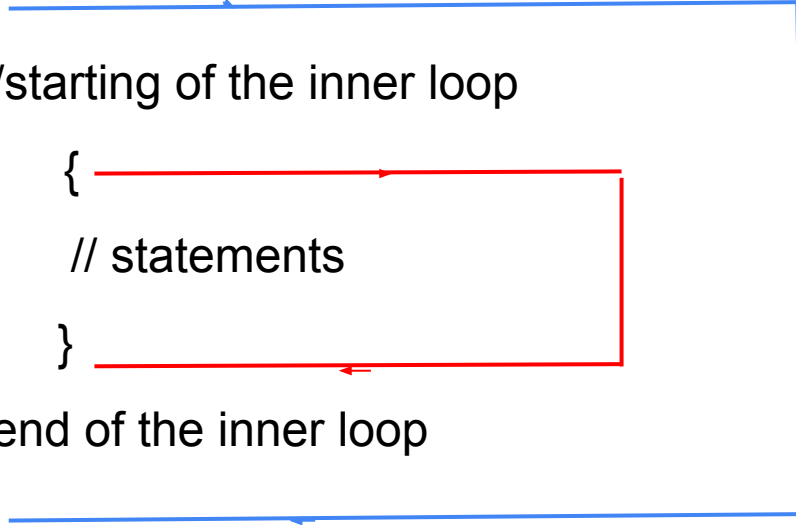 /starting of the inner loop
{
// statements
}
end of the inner loop